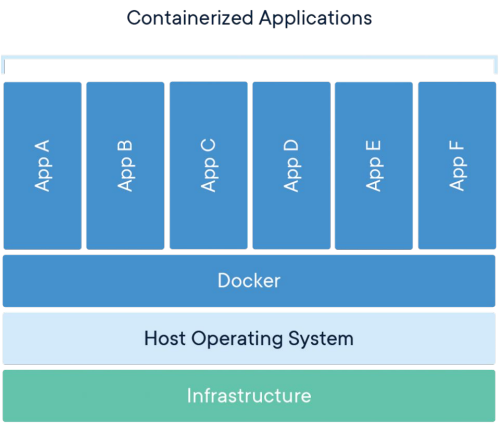 Containerized Applications
App A
App B
App C
App D
App E
App F
Docker
Host Operating System
Infrastructure